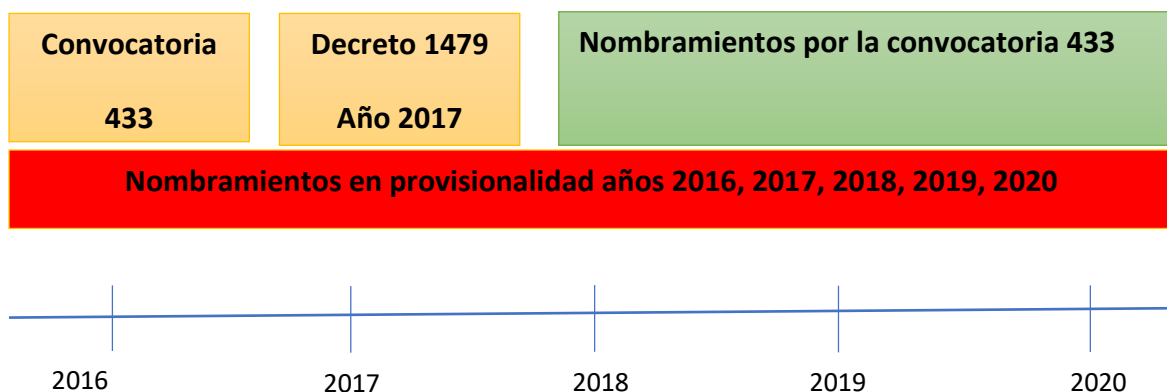 Convocatoria
433
Decreto 1479
Año 2017
Nombramientos por la convocatoria 433
Nombramientos en provisionalidad años 2016, 2017, 2018, 2019, 2020
2016
2017
2018
2019
2020